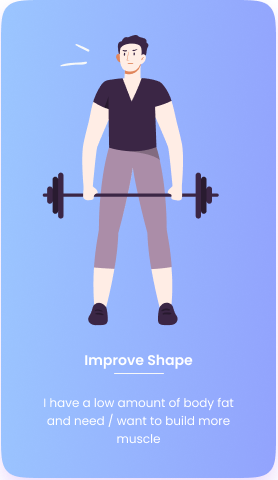 Improve Shape
I have a low amount of body fat
and need / want to build more
muscle